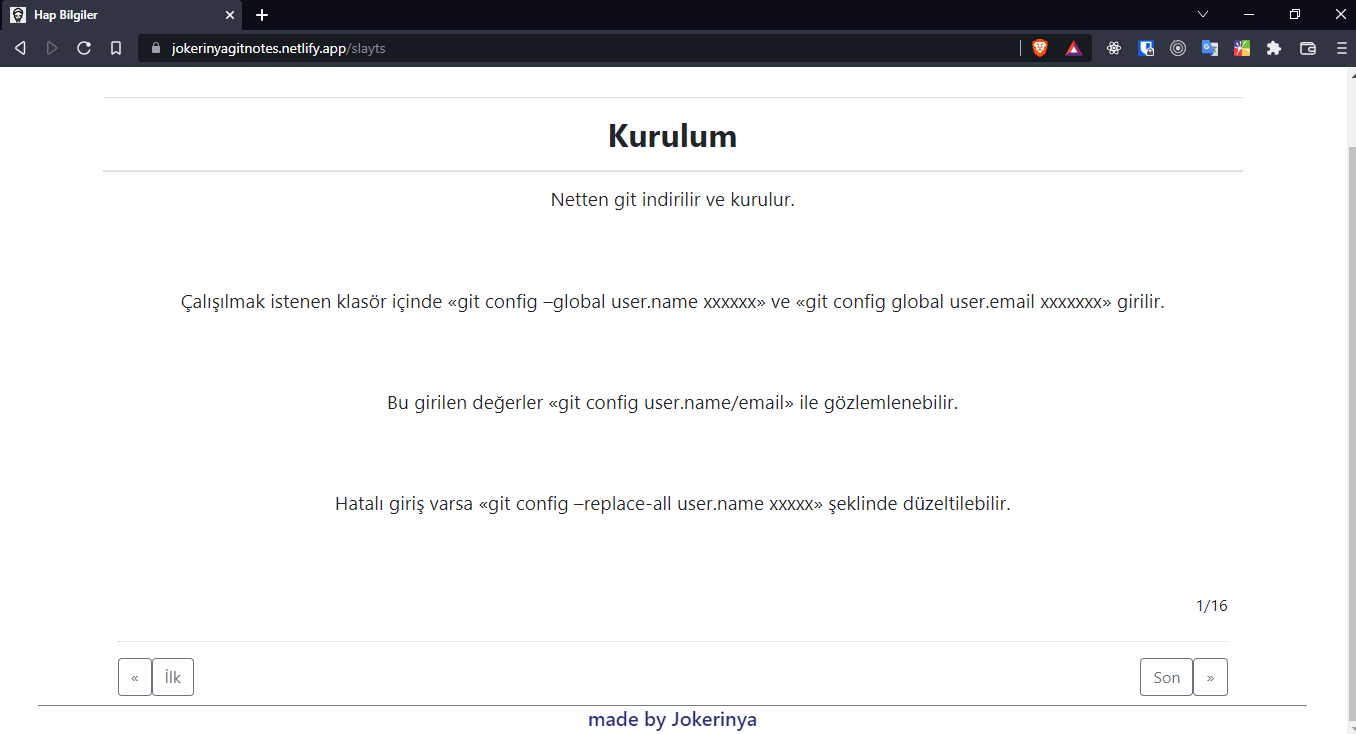 Hap Bilgiler
jokerinyagitnotes.netlify.app/slayts
Kurulum
Netten git indirilir ve kurulur.
Çalışılmak istenen klasör içinde «git config –global user.name xxxxxx» ve «git config global user.email xxxxxxx» girilir.
Bu girilen değerler «git config user.name/email» ile gözlemlenebilir.
Hatalı giriş varsa «git config –replace-all user.name xxxxx» şeklinde düzeltilebilir.
1/16
« İlk Son »
made by Jokerinya